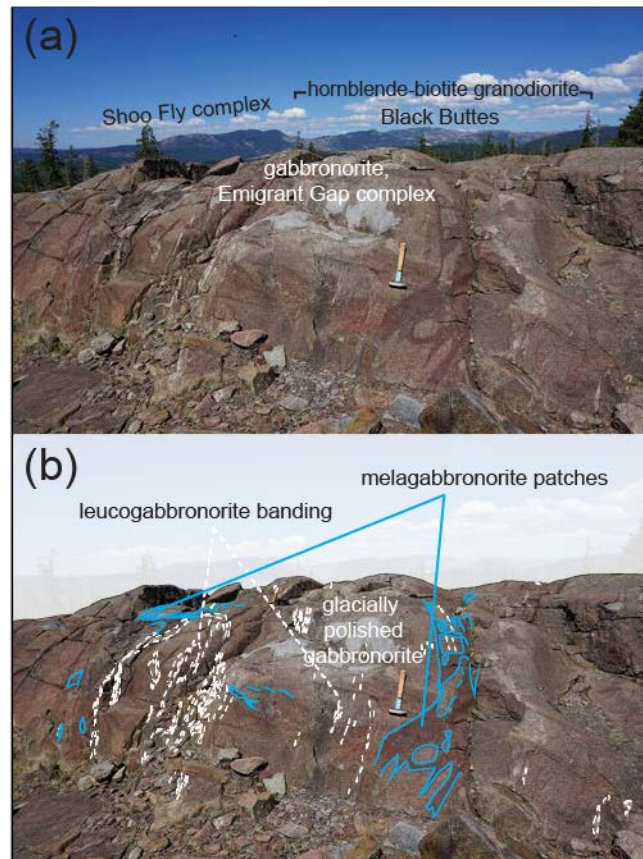 (a)
hornblende-biotite granodiorite
Shoo Fly complex
Black Buttes
gabbronorite,
Emigrant Gap complex
(b)
melagabbronorite patches
leucogabbronorite banding
glacially
polished
gabbronorite